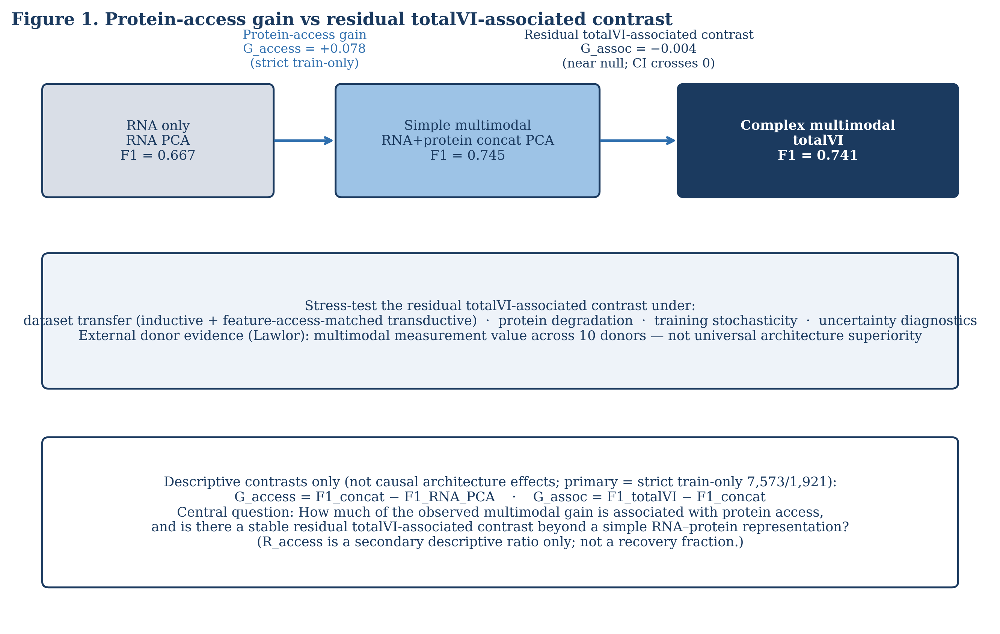 Figure 1. Protein-access gain vs residual totalVI-associated contrast
Protein-access gain
G_access = +0.078
(strict train-only)
Residual totalVI-associated contrast
G_assoc = −0.004
(near null; CI crosses 0)
RNA only
RNA PCA
F1 = 0.667
Simple multimodal
RNA+protein concat PCA
F1 = 0.745
Complex multimodal
totalVI
F1 = 0.741
Stress-test the residual totalVI-associated contrast under:
dataset transfer (inductive + feature-access-matched transductive) · protein degradation · training stochasticity · uncertainty diagnostics
External donor evidence (Lawlor): multimodal measurement value across 10 donors — not universal architecture superiority
Descriptive contrasts only (not causal architecture effects; primary = strict train-only 7,573/1,921):
G_access = F1_concat − F1_RNA_PCA · G_assoc = F1_totalVI − F1_concat
Central question: How much of the observed multimodal gain is associated with protein access,
and is there a stable residual totalVI-associated contrast beyond a simple RNA–protein representation?
(R_access is a secondary descriptive ratio only; not a recovery fraction.)